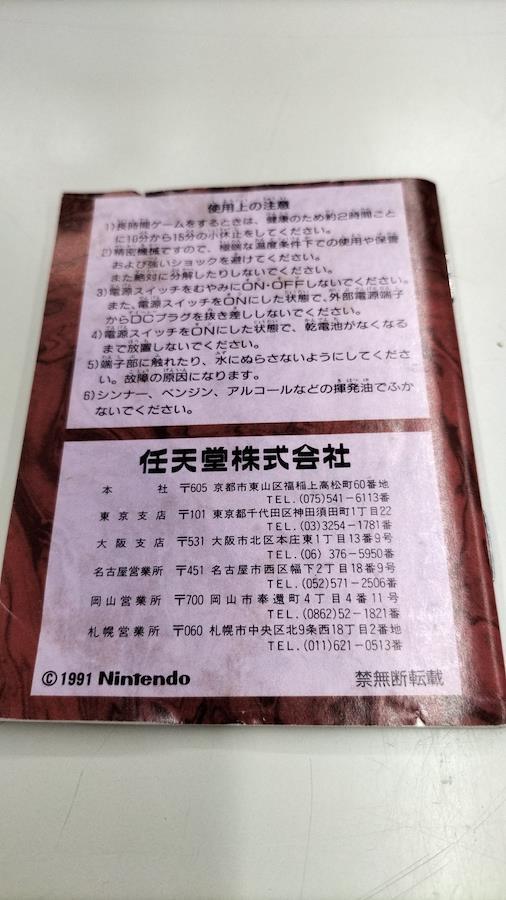 使用上の注意
1)長時間ゲームをするときは、健康のため約2時間ごと
に10分から15分の小休止をしてください。
2)精密機械ですので、極端な温度条件下での使用や保管
および強いショックを避けてください。
また絶対に分解したりしないでください。
3)電源スイッチをむやみにON・OFFしないでください。
また、電源スイッチをONにした状態で、外部電源端子
からDCプラグを抜き差ししないでください。
4)電源スイッチをONにした状態で、乾電池がなくなる
まで放置しないでください。
5)端子部に触れたり、水にぬらさないようにしてくださ
い。故障の原因になります。
6)シンナー、ベンジン、アルコールなどの揮発油でふか
ないでください。
任天堂株式会社
本社 〒605 京都市東山区福稲上高松町60番地
TEL.(075)541-6113番
東京支店 〒101 東京都千代田区神田須田町1丁目22
TEL.(03)3254-1781番
大阪支店 〒531 大阪市北区本庄東1丁目13番9号
TEL.(06) 376-5950番
名古屋営業所 〒451 名古屋市西区幅下2丁目18番9号
TEL.(052)571-2506番
岡山営業所 〒700 岡山市奉還町4丁目4番11号
TEL.(0862)52-1821番
札幌営業所 〒060 札幌市中央区北9条西18丁目2番地
TEL.(011)621-0513番
©1991 Nintendo 禁無断転載